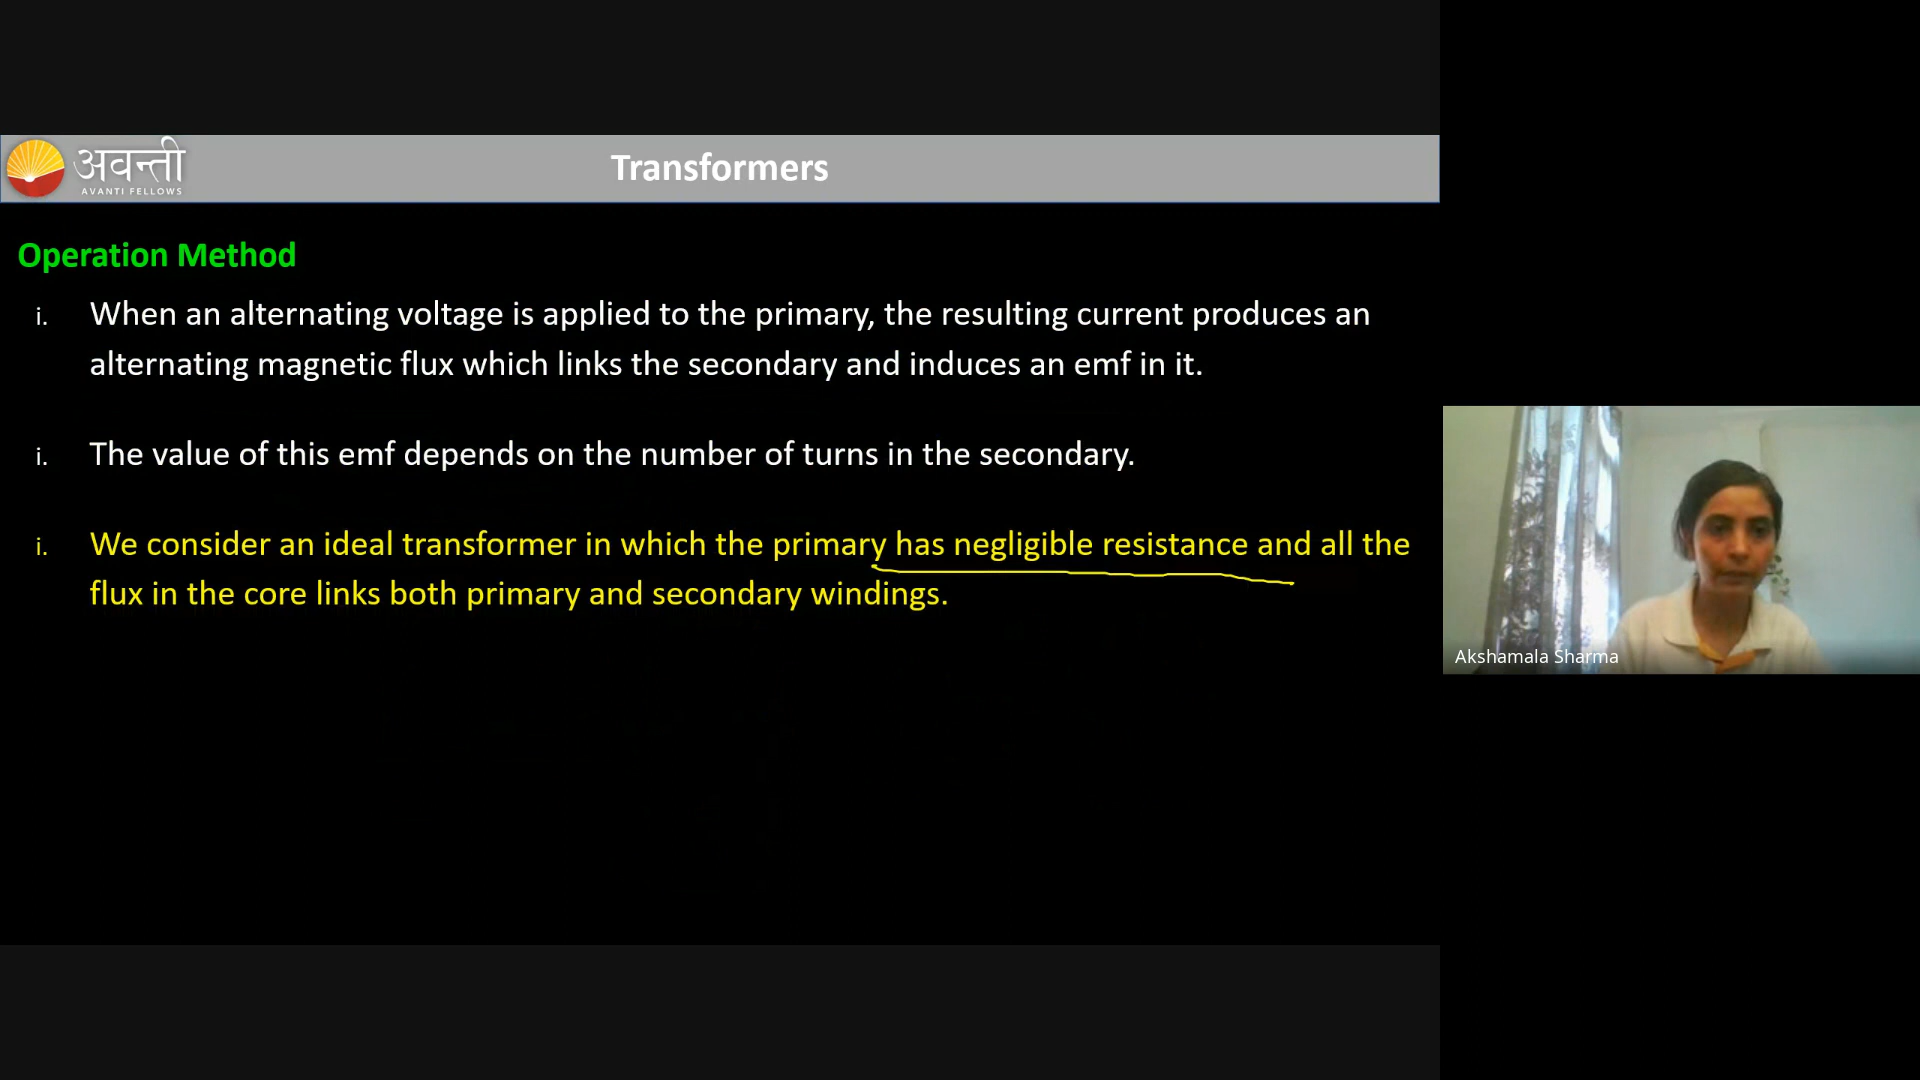 अवन्ती
AVANTI FELLOWS
Transformers
Operation Method
i. When an alternating voltage is applied to the primary, the resulting current produces an
alternating magnetic flux which links the secondary and induces an emf in it.
i. The value of this emf depends on the number of turns in the secondary.
i. We consider an ideal transformer in which the primary has negligible resistance and all the
flux in the core links both primary and secondary windings.
Akshamala Sharma